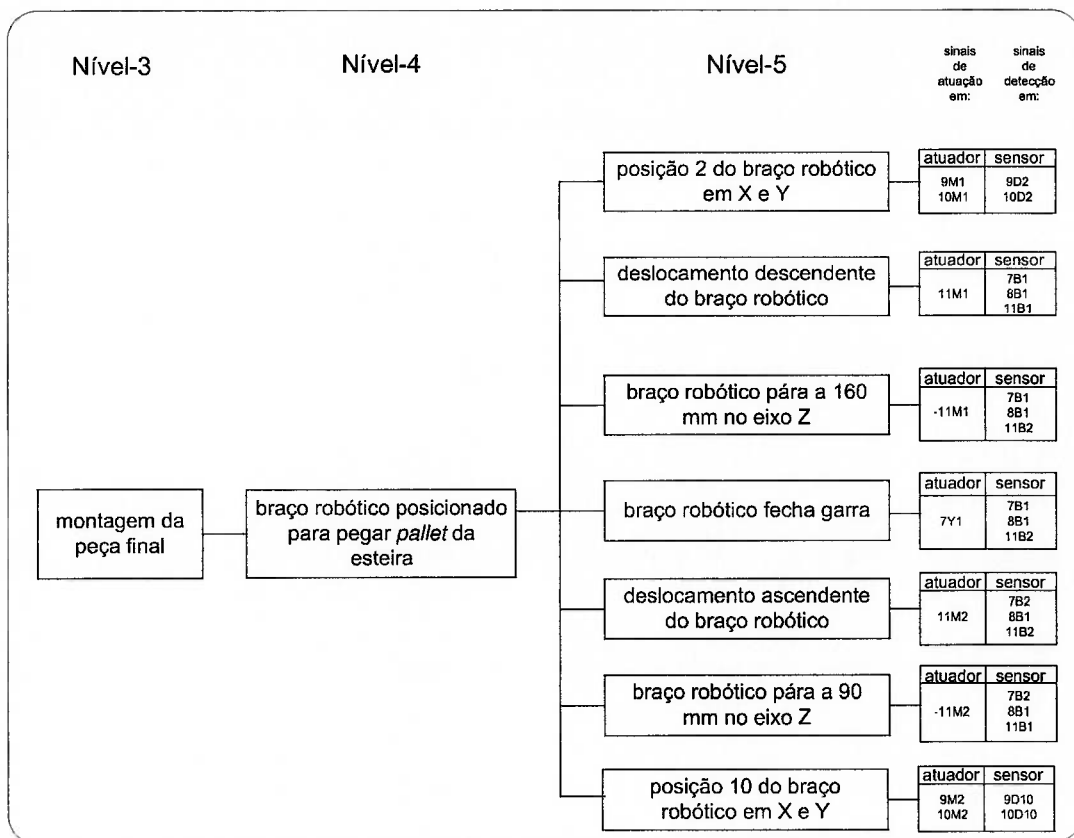 Nível-3
Nível-4
Nível-5
sinais
de
atuação
em:
sinais
de
detecção
em:
posição 2 do braço robótico
em X e Y
atuador
sensor
9M1
10M1
9D2
10D2
deslocamento descendente
do braço robótico
atuador
sensor
11M1
7B1
8B1
11B1
braço robótico pára a 160
mm no eixo Z
atuador
sensor
-11M1
7B1
8B1
11B2
montagem da
peça final
braço robótico posicionado
para pegar pallet da
esteira
braço robótico fecha garra
atuador
sensor
7Y1
7B1
8B1
11B2
deslocamento ascendente
do braço robótico
atuador
sensor
11M2
7B2
8B1
11B2
braço robótico pára a 90
mm no eixo Z
atuador
sensor
-11M2
7B2
8B1
11B1
posição 10 do braço
robótico em X e Y
atuador
sensor
9M2
10M2
9D10
10D10